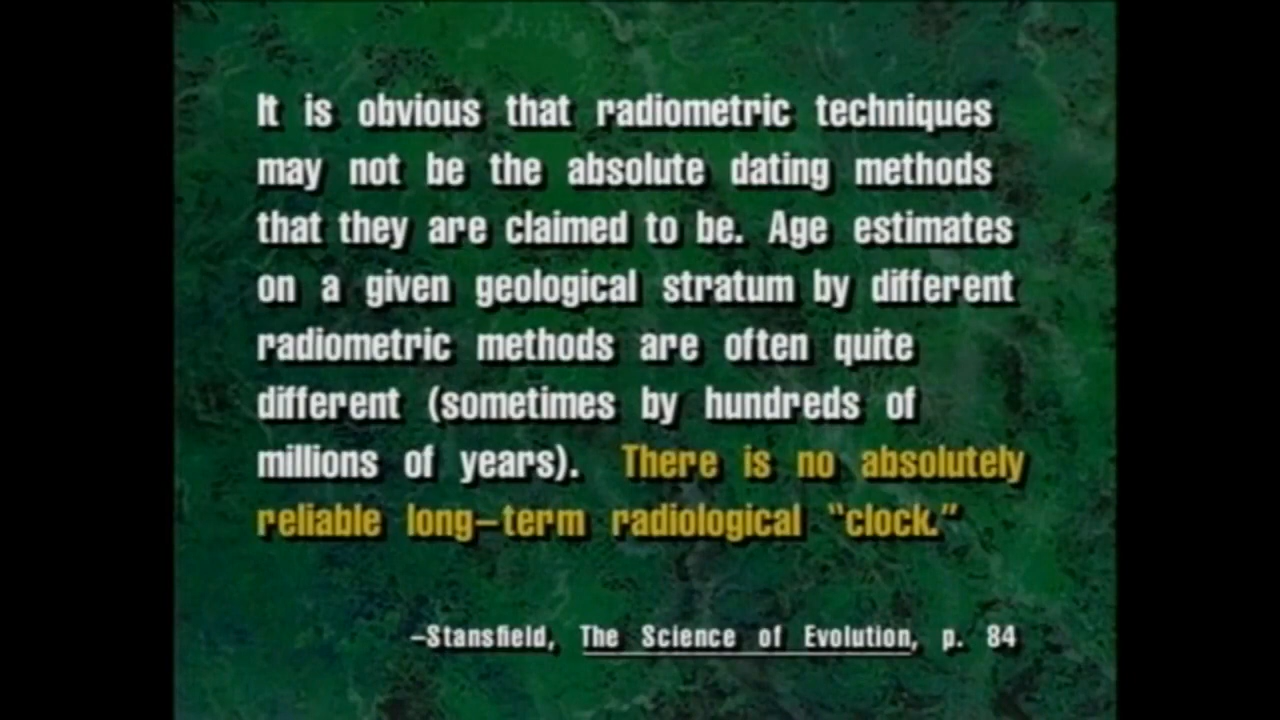 It is obvious that radiometric techniques
may not be the absolute dating methods
that they are claimed to be. Age estimates
on a given geological stratum by different
radiometric methods are often quite
different (sometimes by hundreds of
millions of years). There is no absolutely
reliable long–term radiological “clock.”
–Stansfield, The Science of Evolution, p. 84